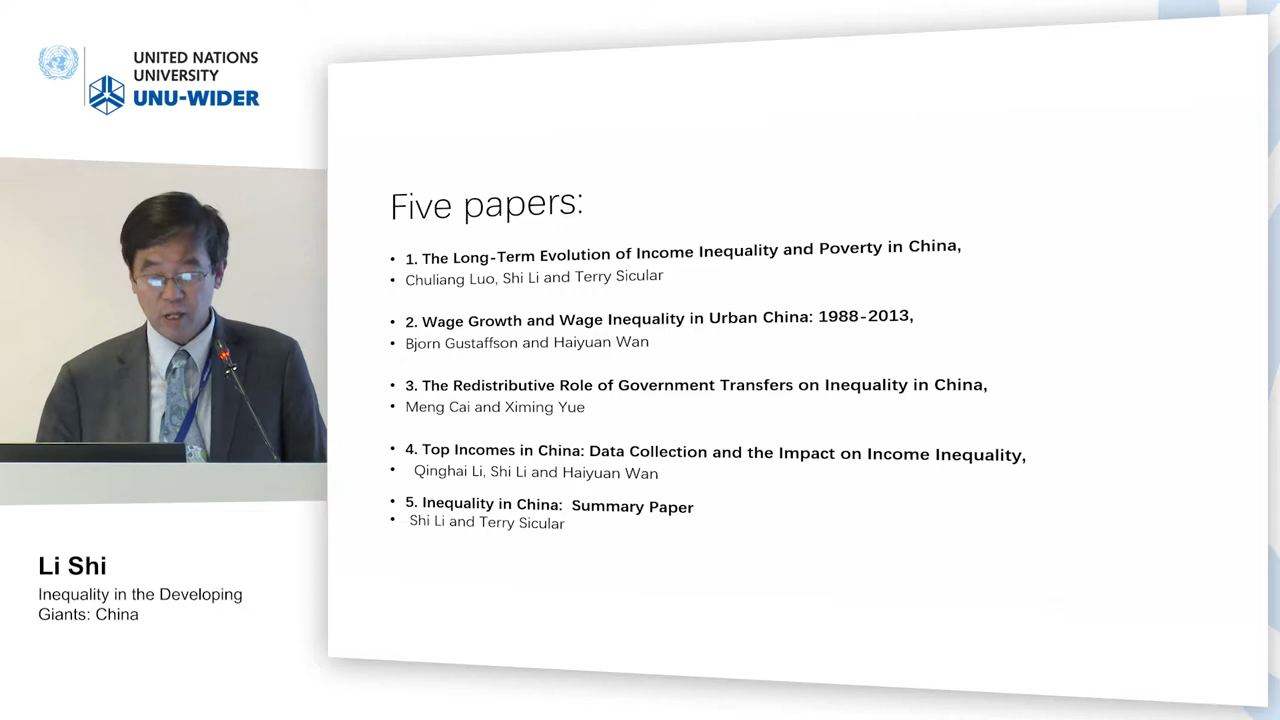 UNITED NATIONS
UNIVERSITY
UNU-WIDER
Five papers:
• 1. The Long-Term Evolution of Income Inequality and Poverty in China,
• Chuliang Luo, Shi Li and Terry Sicular
• 2. Wage Growth and Wage Inequality in Urban China: 1988-2013,
• Bjorn Gustaffson and Haiyuan Wan
• 3. The Redistributive Role of Government Transfers on Inequality in China,
• Meng Cai and Ximing Yue
• 4. Top Incomes in China: Data Collection and the Impact on Income Inequality,
• Qinghai Li, Shi Li and Haiyuan Wan
• 5. Inequality in China: Summary Paper
• Shi Li and Terry Sicular
Li Shi
Inequality in the Developing
Giants: China